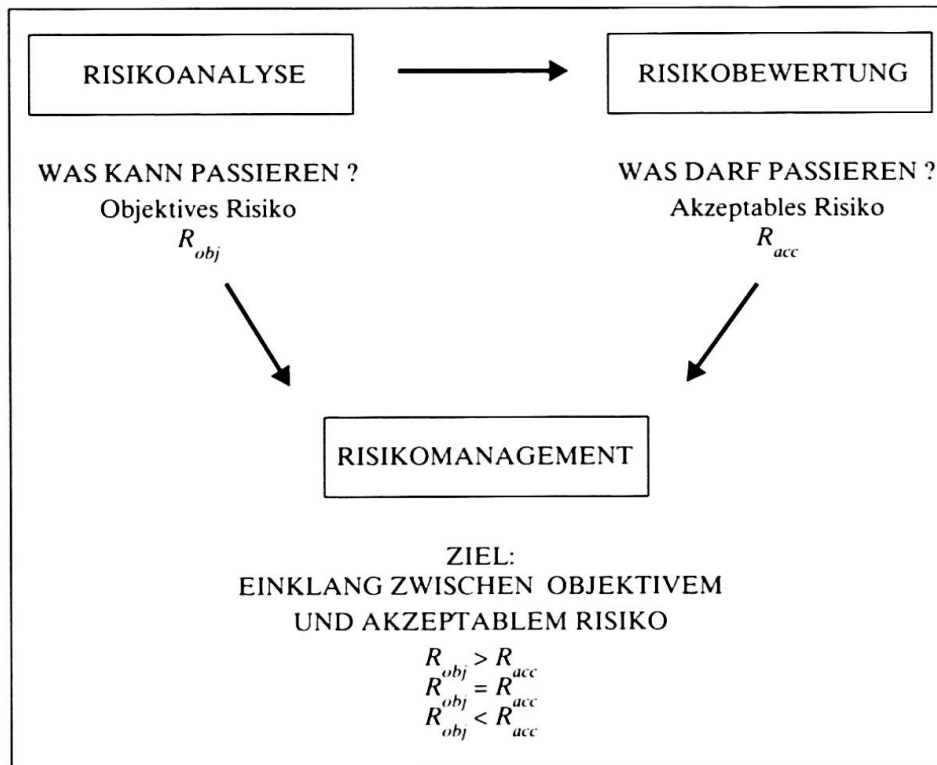 RISIKOANALYSE
RISIKOBEWERTUNG
WAS KANN PASSIEREN ?
Objektives Risiko
R_obj
WAS DARF PASSIEREN ?
Akzeptables Risiko
R_acc
RISIKOMANAGEMENT
ZIEL:
EINKLANG ZWISCHEN OBJEKTIVEM
UND AKZEPTABLEM RISIKO
R_obj > R_acc
R_obj = R_acc
R_obj < R_acc